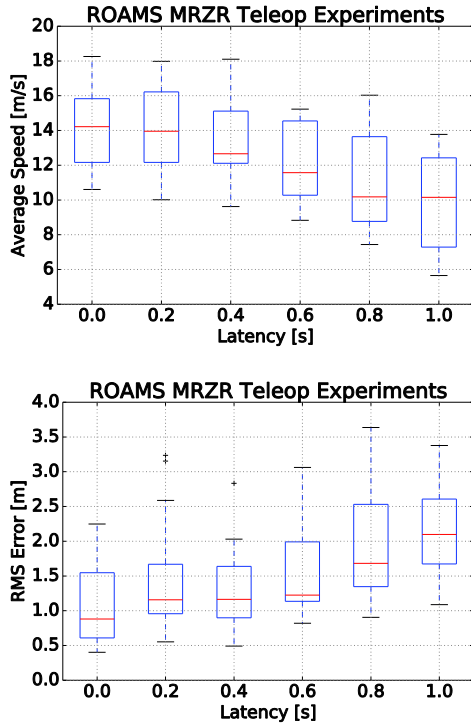 ROAMS MRZR Teleop Experiments
Average Speed [m/s]
20
18
16
14
12
10
8
6
4
0.0 0.2 0.4 0.6 0.8 1.0
Latency [s]
ROAMS MRZR Teleop Experiments
RMS Error [m]
4.0
3.5
3.0
2.5
2.0
1.5
1.0
0.5
0.0
0.0 0.2 0.4 0.6 0.8 1.0
Latency [s]